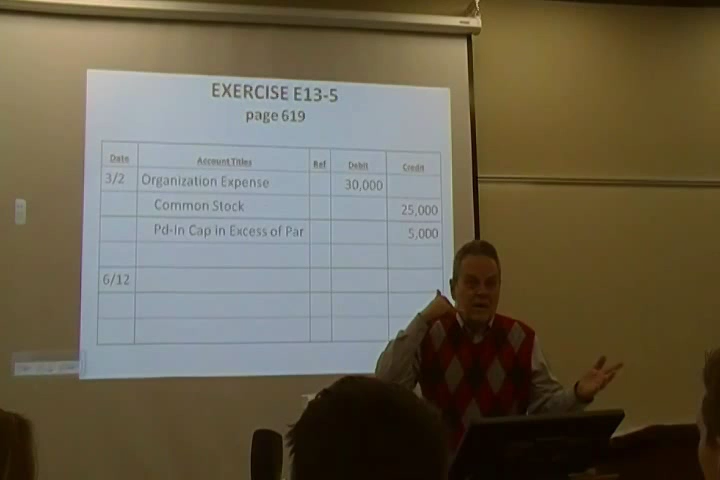 EXERCISE E13-5
page 619
Date Account Titles Ref Debit Credit
3/2 Organization Expense 30,000
Common Stock 25,000
Pd-In Cap in Excess of Par 5,000
6/12